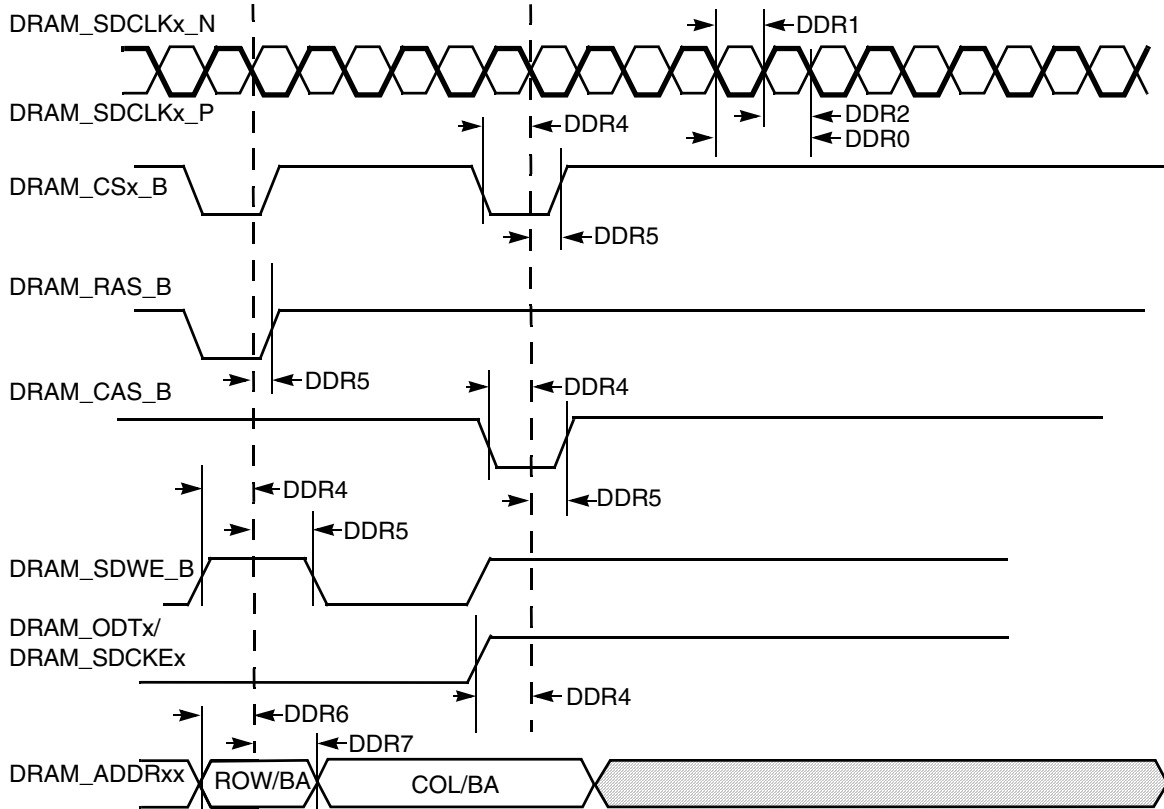 DRAM_SDCLKx_N
DDR1
DRAM_SDCLKx_P
DDR4
DDR2
DDR0
DRAM_CSx_B
DDR5
DRAM_RAS_B
DDR5
DDR4
DRAM_CAS_B
DDR4
DDR5
DDR5
DRAM_SDWE_B
DRAM_ODTx/
DRAM_SDCKEx
DDR4
DDR6
DDR7
DRAM_ADDRxx
ROW/BA
COL/BA